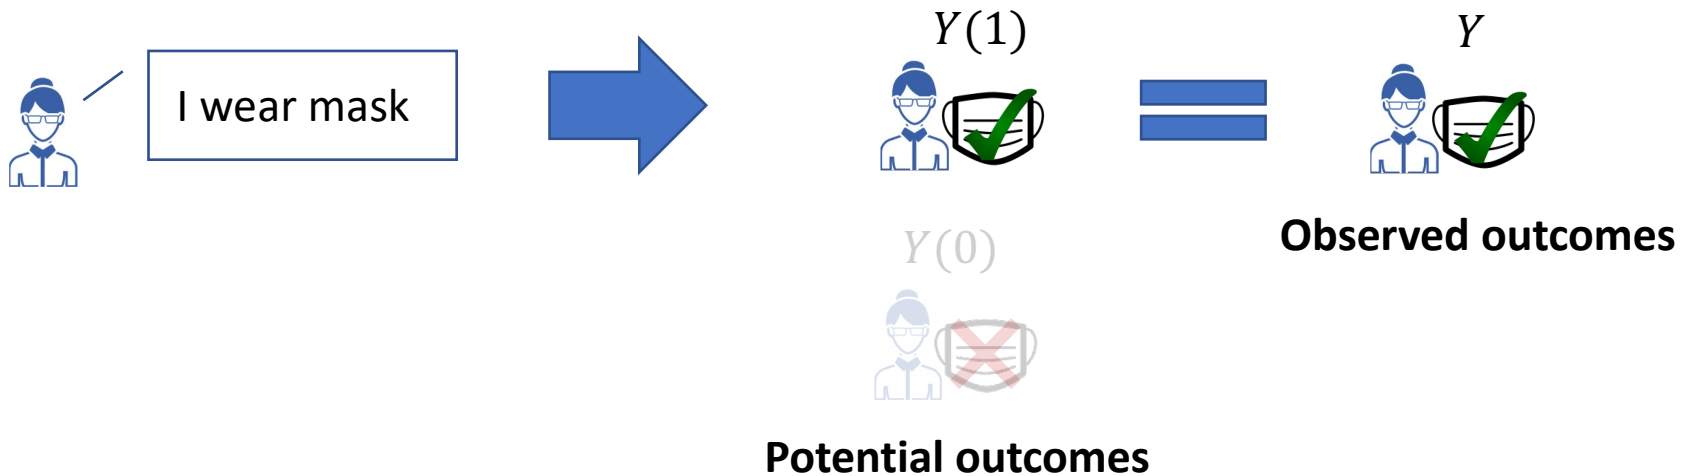 I wear mask
Y(1)
Y
Observed outcomes
Y(0)
Potential outcomes